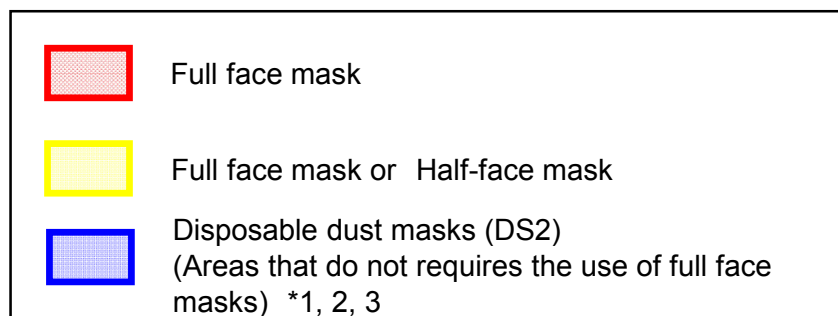 Full face mask
Full face mask or Half-face mask
Disposable dust masks (DS2)
(Areas that do not requires the use of full face
masks) *1, 2, 3